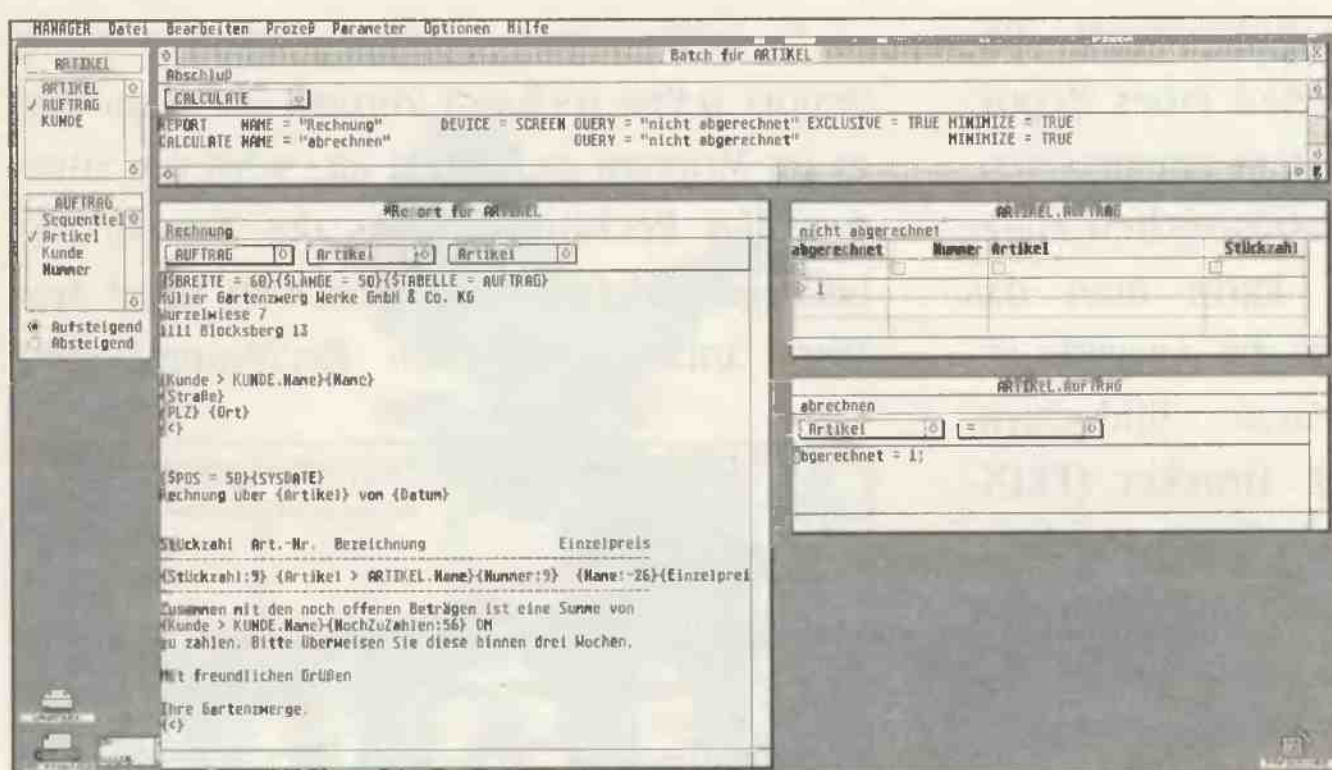 MANAGER Datei Bearbeiten Prozeß Parameter Optionen Hilfe
ARTIKEL
ARTIKEL
✓ AUFTRAG
KUNDE
AUFTRAG
Sequentiel
✓ Artikel
Kunde
Nummer
Aufsteigend
Absteigend
Batch für ARTIKEL
Abschluß
CALCULATE
REPORT NAME = "Rechnung" DEVICE = SCREEN QUERY = "nicht abgerechnet" EXCLUSIVE = TRUE MINIMIZE = TRUE
CALCULATE NAME = "abrechnen" QUERY = "nicht abgerechnet" MINIMIZE = TRUE
*Report für ARTIKEL
Rechnung
AUFTRAG Artikel Artikel
{$BREITE = 60}{$LÄNGE = 50}{$TABELLE = AUFTRAG}
Müller Gartenzwerg Werke GmbH & Co. KG
Wurzelwiese 7
1111 Blocksberg 13
{Kunde > KUNDE.Name}{Name}
{Straße}
{PLZ} {Ort}
{<}
{$POS = 50}{SYSDATE}
Rechnung über {Artikel} vom {Datum}
Stückzahl Art.-Nr. Bezeichnung Einzelpreis
{Stückzahl:9} {Artikel > ARTIKEL.Name}{Nummer:9} {Name:-26}{Einzelprei
Zusammen mit den noch offenen Beträgen ist eine Summe von
{Kunde > KUNDE.Name}{NochZuZahlen:56} DM
zu zahlen. Bitte überweisen Sie diese binnen drei Wochen.
Mit freundlichen Grüßen
Ihre Gartenzwerge.
{<}
ARTIKEL.AUFTRAG
nicht abgerechnet
abgerechnet Nummer Artikel Stückzahl
> 1
ARTIKEL.AUFTRAG
abrechnen
Artikel =
abgerechnet = 1;